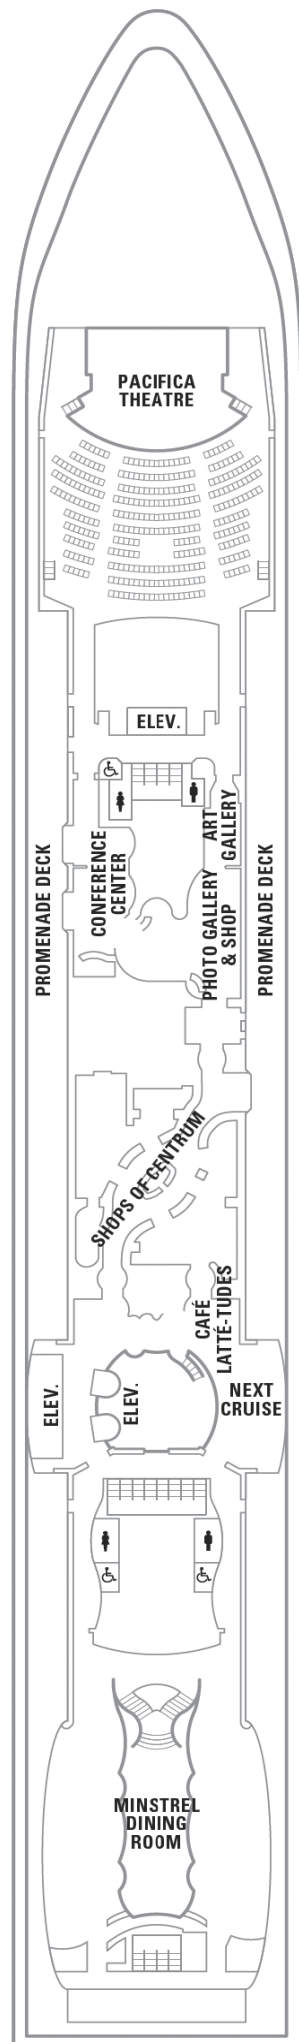 PACIFICA
THEATRE
ELEV.
ART
GALLERY
CONFERENCE
CENTER
PHOTO GALLERY
& SHOP
PROMENADE DECK
PROMENADE DECK
SHOPS OF CENTRUM
CAFÉ
LATTÉ-TUDES
ELEV.
ELEV.
NEXT
CRUISE
MINSTREL
DINING
ROOM